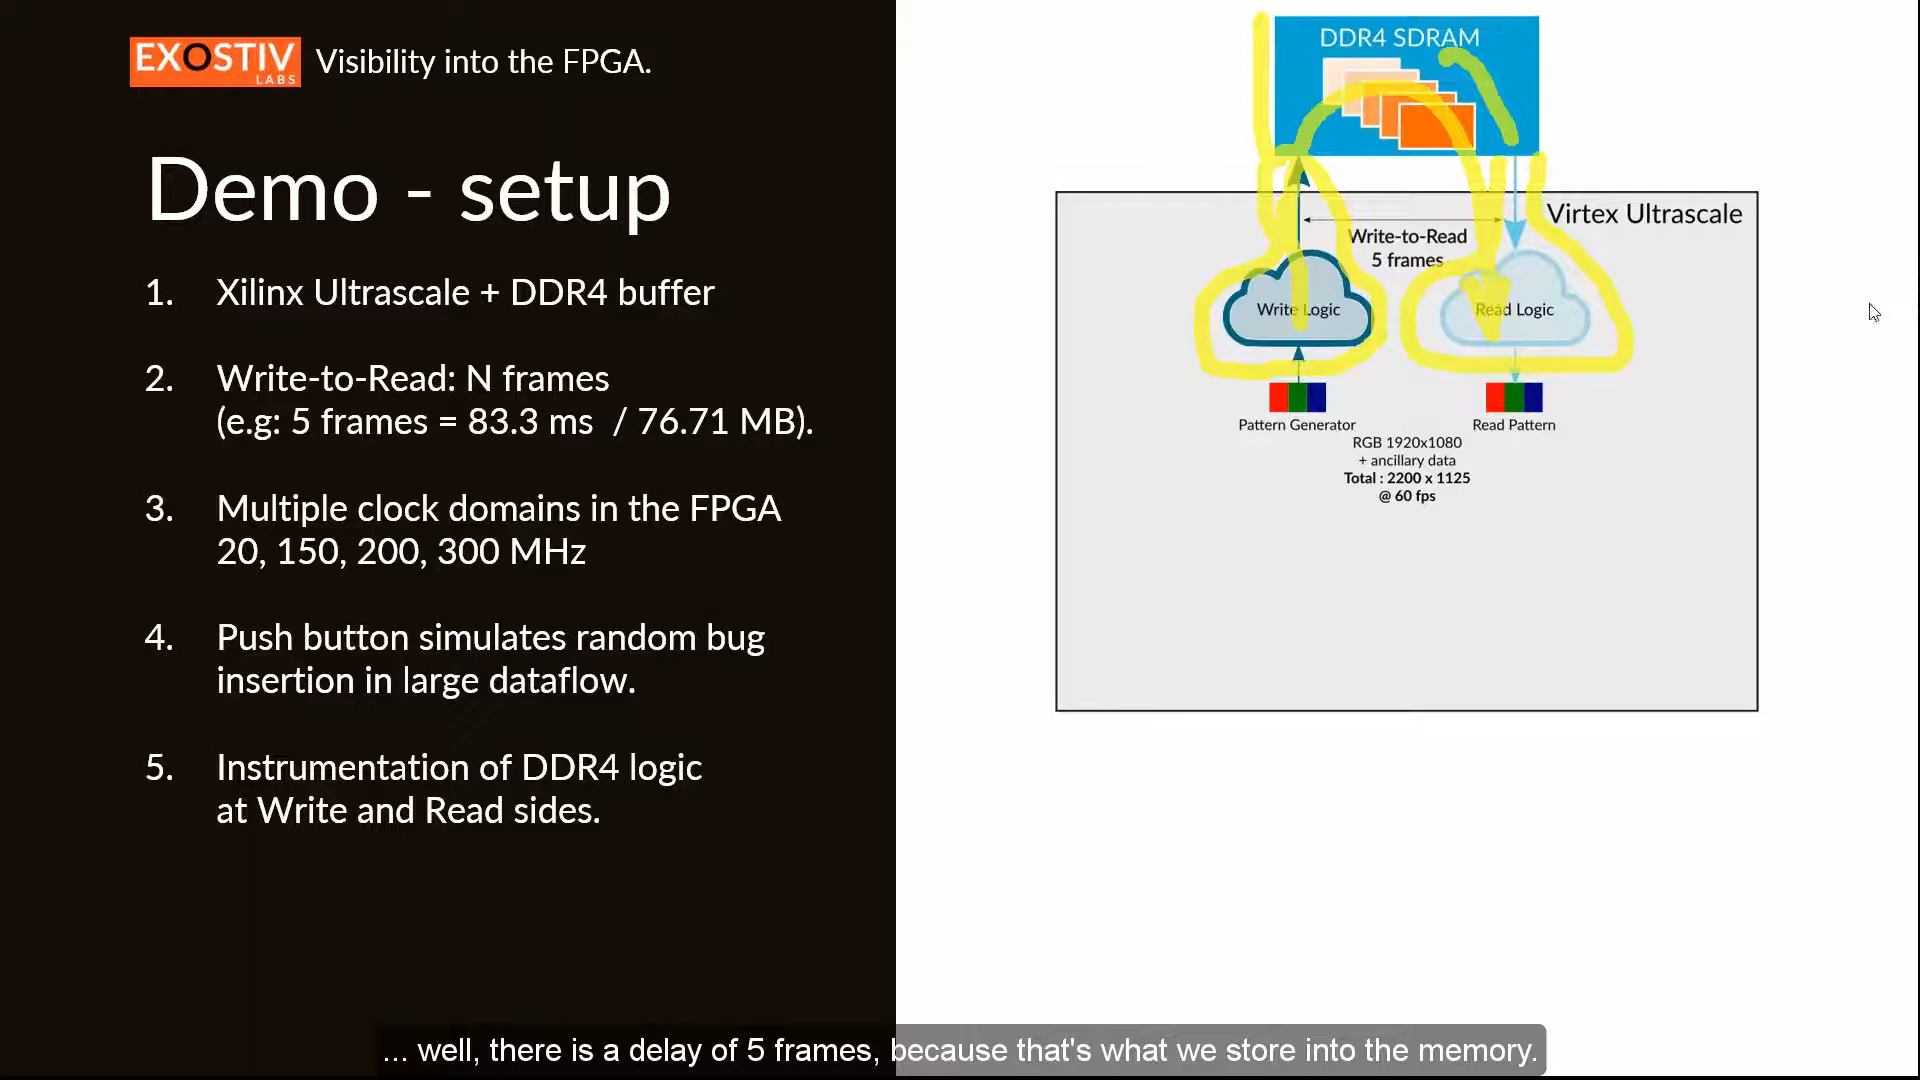 EXOSTIV
LABS
Visibility into the FPGA.
Demo - setup
1. Xilinx Ultrascale + DDR4 buffer
2. Write-to-Read: N frames
(e.g: 5 frames = 83.3 ms / 76.71 MB).
3. Multiple clock domains in the FPGA
20, 150, 200, 300 MHz
4. Push button simulates random bug
insertion in large dataflow.
5. Instrumentation of DDR4 logic
at Write and Read sides.
DDR4 SDRAM
Virtex Ultrascale
Write-to-Read
5 frames
Write Logic
Read Logic
Pattern Generator
Read Pattern
RGB 1920x1080
+ ancillary data
Total : 2200 x 1125
@ 60 fps
... well, there is a delay of 5 frames, because that's what we store into the memory.